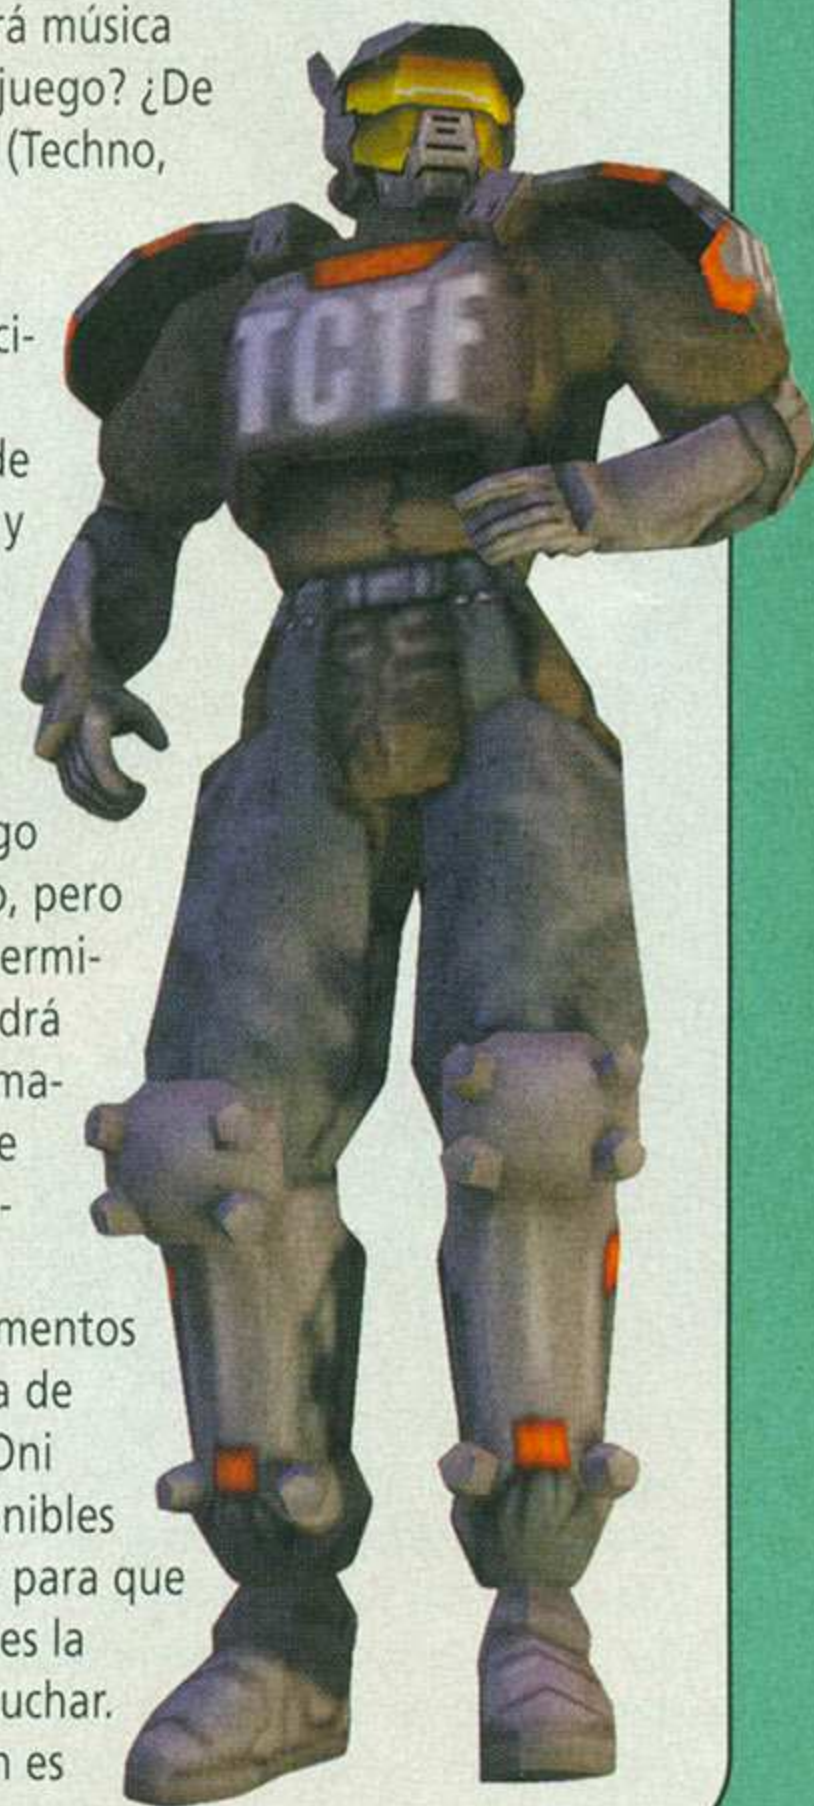 rá música
juego? ¿De
(Techno,
ci-
de
y
TCTF
go
o, pero
ermi-
drá
ma-
e
-
mentos
a de
Oni
nibles
para que
es la
uchar.
n es